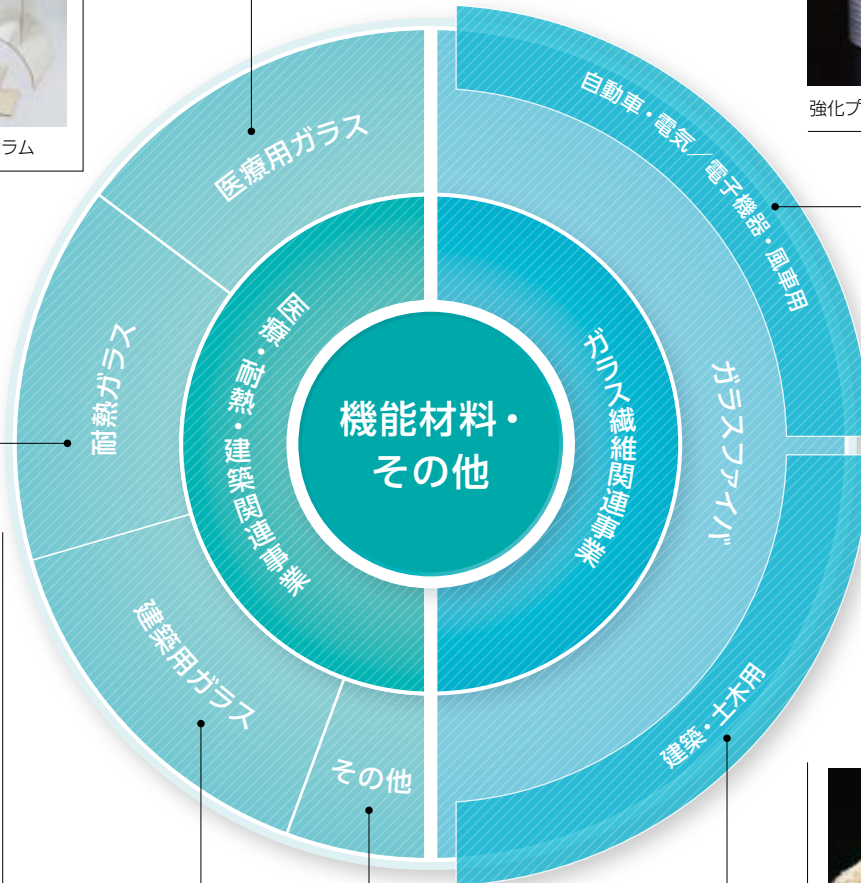 ラム
強化プ
自動車・電気／電子機器・風車用
医療用ガラス
耐熱ガラス
医療・耐熱・建築関連事業
機能材料・
その他
ガラス繊維関連事業
ガラスファイバ
建築用ガラス
その他
建築・土木用